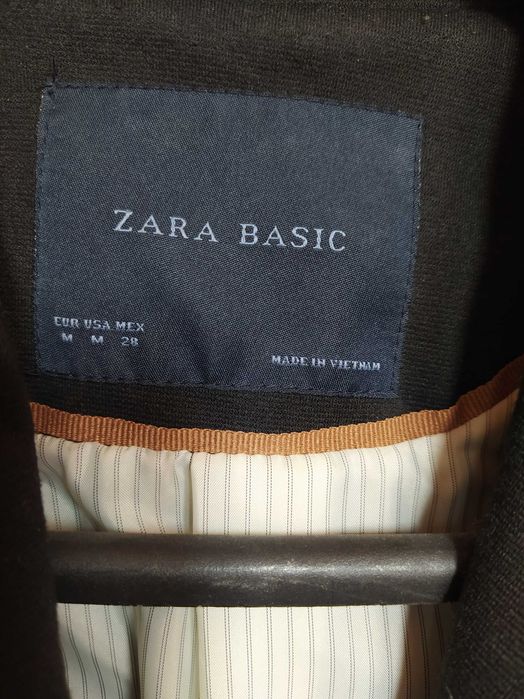 ZARA BASIC
EUR USA MEX
M M 28
MADE IN VIETNAM